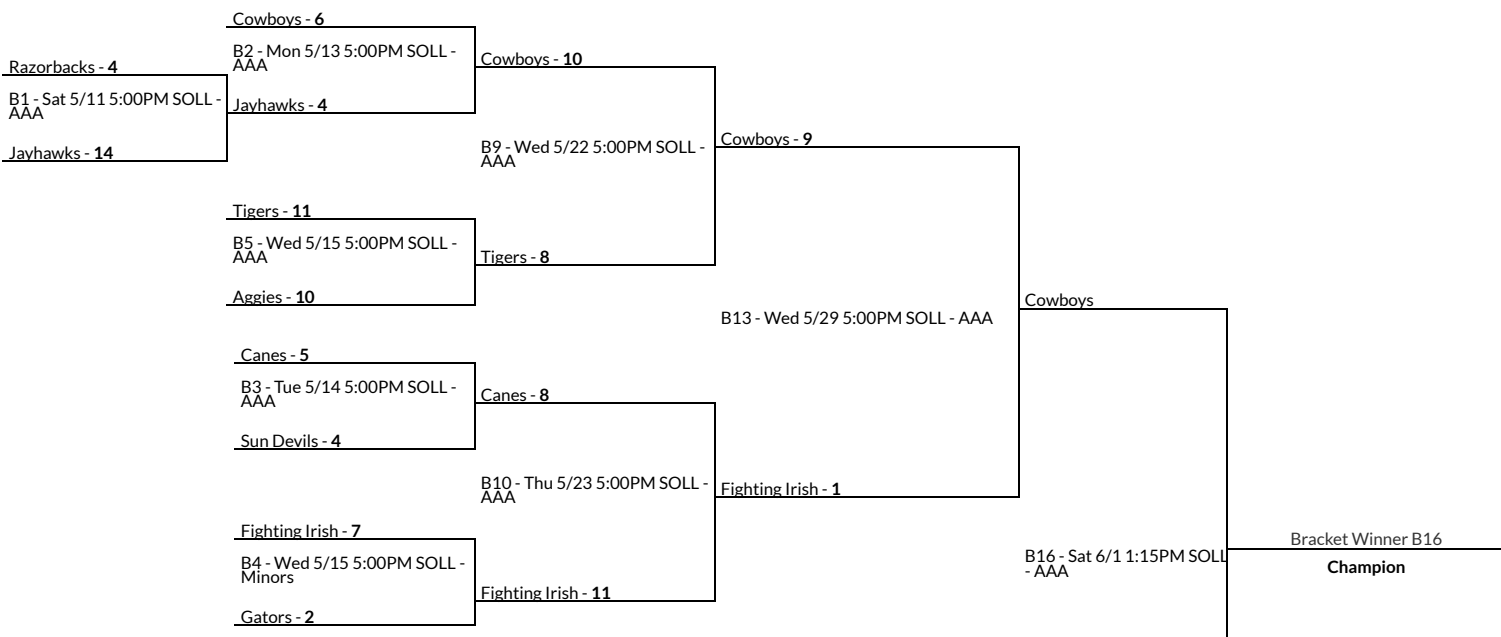 Cowboys - 6
B2 - Mon 5/13 5:00PM SOLL -
AAA
Cowboys - 10
Razorbacks - 4
B1 - Sat 5/11 5:00PM SOLL -
AAA
Jayhawks - 4
Jayhawks - 14
B9 - Wed 5/22 5:00PM SOLL -
AAA
Cowboys - 9
Tigers - 11
B5 - Wed 5/15 5:00PM SOLL -
AAA
Tigers - 8
Aggies - 10
B13 - Wed 5/29 5:00PM SOLL - AAA
Cowboys
Canes - 5
B3 - Tue 5/14 5:00PM SOLL -
AAA
Canes - 8
Sun Devils - 4
B10 - Thu 5/23 5:00PM SOLL -
AAA
Fighting Irish - 1
Fighting Irish - 7
B4 - Wed 5/15 5:00PM SOLL -
Minors
Fighting Irish - 11
Gators - 2
B16 - Sat 6/1 1:15PM SOLL
- AAA
Bracket Winner B16
Champion